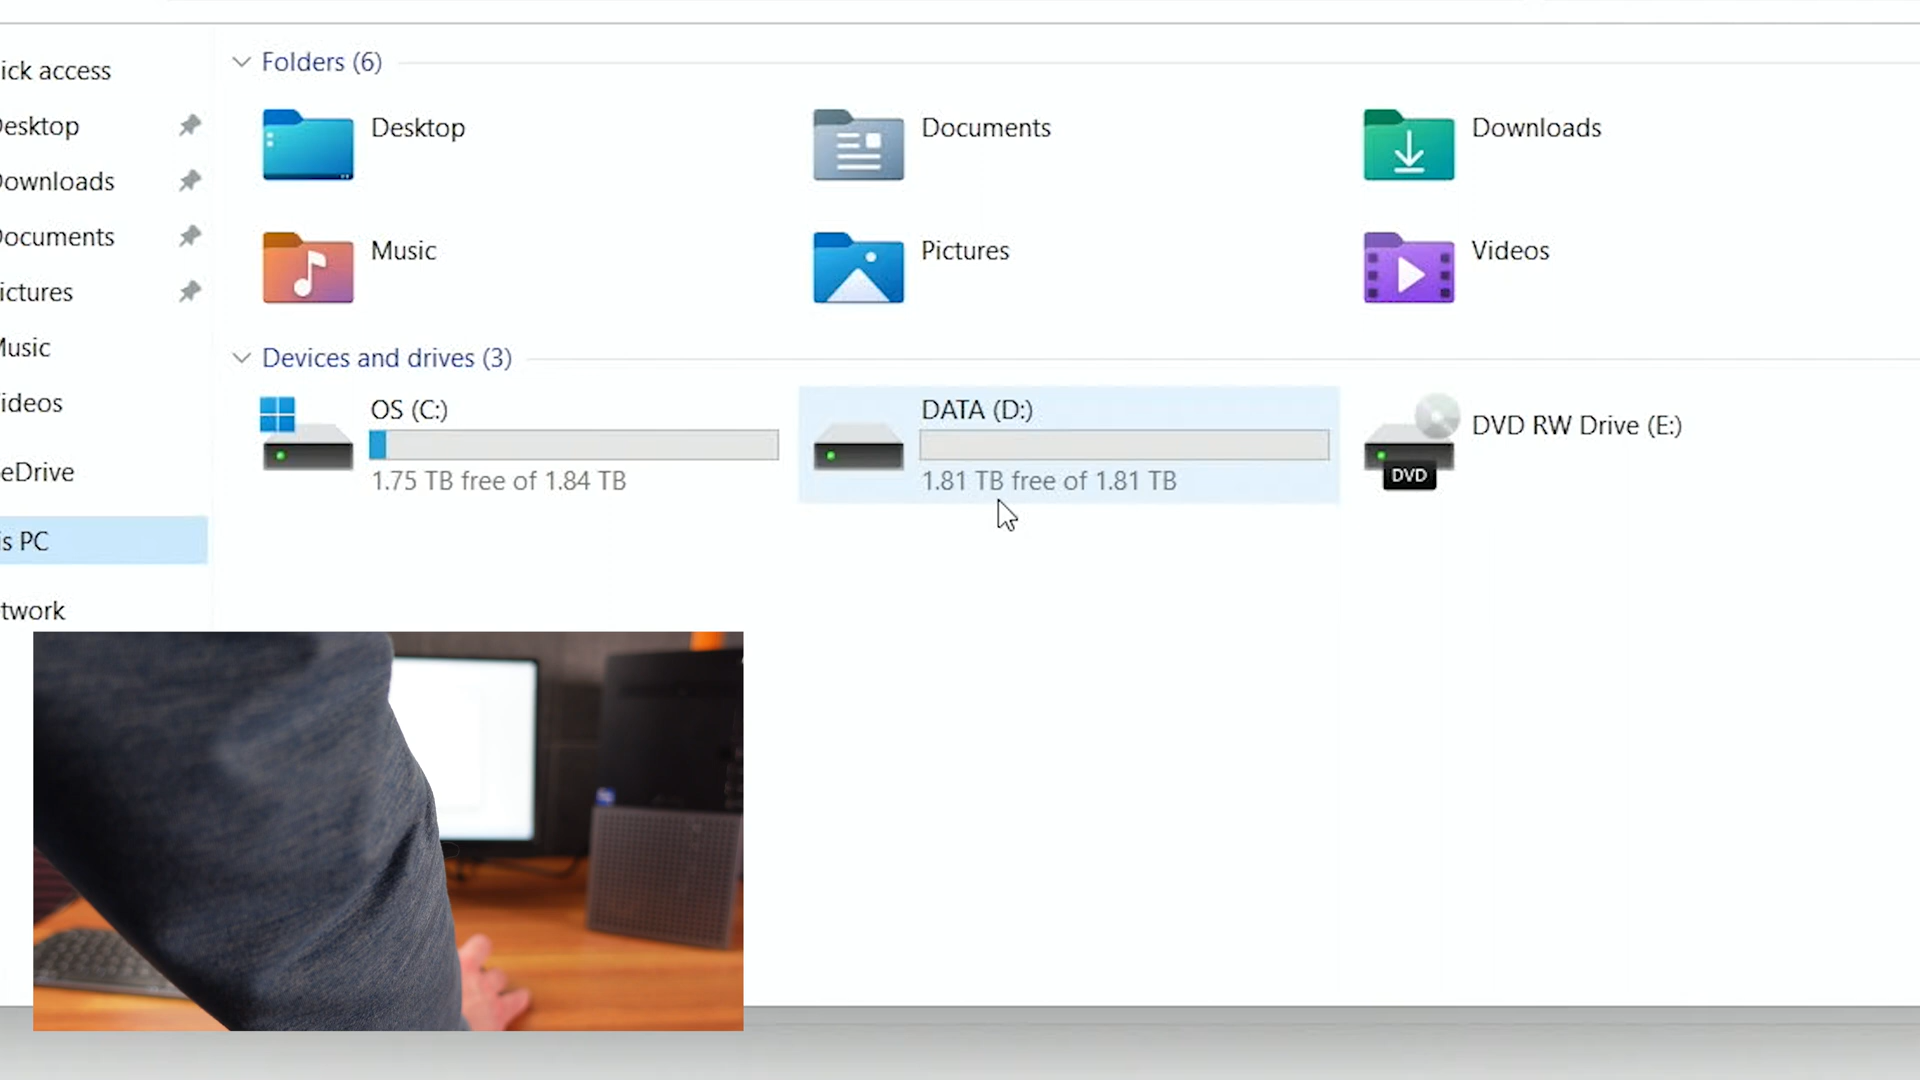 Folders (6)
ick access
Desktop
Documents
Downloads
esktop
ownloads
ocuments
Music
Pictures
Videos
ictures
usic
Devices and drives (3)
ideos
OS (C:)
1.75 TB free of 1.84 TB
DATA (D:)
1.81 TB free of 1.81 TB
DVD RW Drive (E:)
DVD
eDrive
is PC
twork